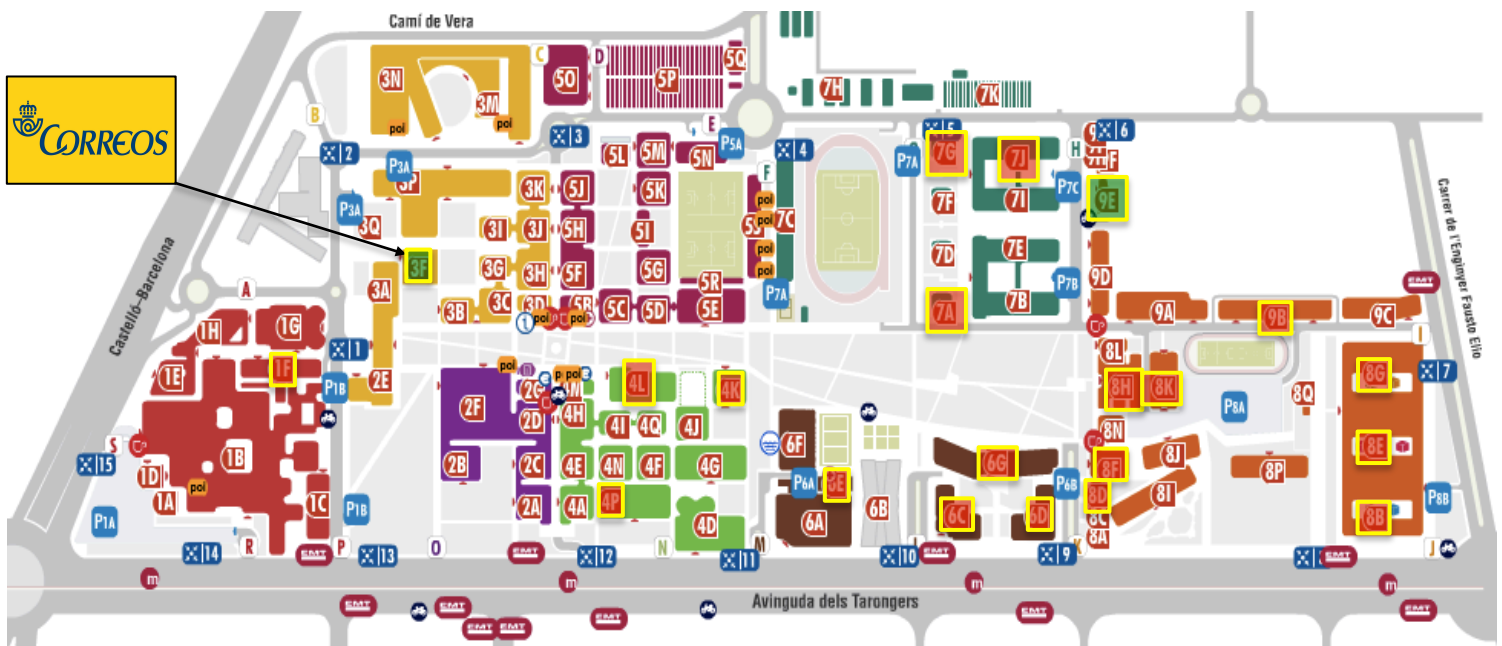 Camí de Vera
C
D
3N
3M
5O
5P
5Q
7H
7K
poi
poi
B
E
CORREOS
X|2
X|3
P5A
X|4
X|5
X|6
P3A
3P
5L
5M
5N
P7A
7G
7J
H
P7C
3K
5J
5K
F
poi
7C
7F
7I
9E
P3A
3Q
3I
3J
5H
5I
poi
poi
poi
3F
3G
3H
5F
5G
7D
7E
9D
Castelló–Barcelona
Carrer de l'Enginyer Fausto Elio
3A
3C
3B
3D
5B
5C
5D
5R
5E
P7A
7A
7B
P7B
EMT
A
1H
1G
i
poi
poi
9A
9B
9C
I
X|1
1E
1F
2E
P1B
poi
2F
2G
4M
4L
4K
8L
8H
8K
8G
X|7
8Q
P8A
2D
4H
4I
4Q
4J
6F
8N
S
X|15
1B
1D
1A
poi
1C
2B
2C
4E
4N
4F
4G
P6A
6E
6G
P6B
8F
8J
8P
8E
P1A
P1B
2A
4A
4P
4D
6A
6B
6C
6D
8D
8I
8C
8A
8B
P8B
R
P
O
N
M
L
K
J
X|14
EMT
X|13
EMT
X|12
X|11
X|10
EMT
X|9
EMT
m
m
m
m
Avinguda dels Tarongers
EMT
EMT
EMT
EMT
EMT
EMT
EMT